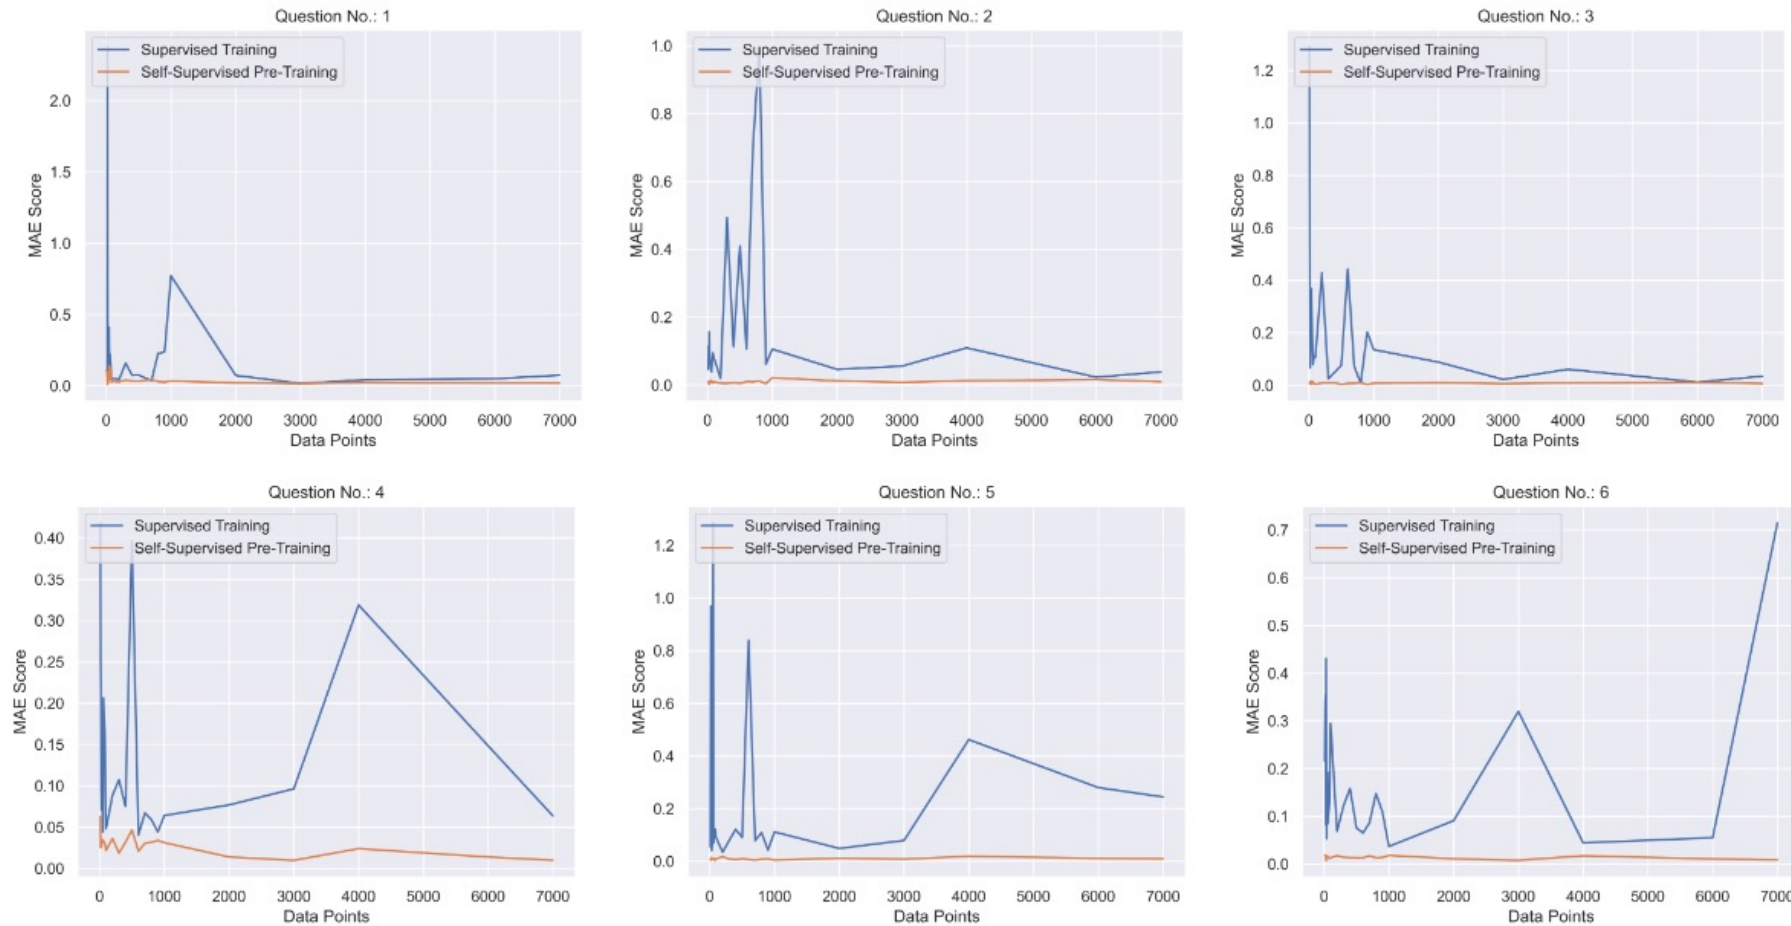 Question No.: 1
Supervised Training
Self-Supervised Pre-Training
MAE Score
2.0
1.5
1.0
0.5
0.0
0 1000 2000 3000 4000 5000 6000 7000
Data Points
Question No.: 2
Supervised Training
Self-Supervised Pre-Training
MAE Score
1.0
0.8
0.6
0.4
0.2
0.0
0 1000 2000 3000 4000 5000 6000 7000
Data Points
Question No.: 3
Supervised Training
Self-Supervised Pre-Training
MAE Score
1.2
1.0
0.8
0.6
0.4
0.2
0.0
0 1000 2000 3000 4000 5000 6000 7000
Data Points
Question No.: 4
Supervised Training
Self-Supervised Pre-Training
MAE Score
0.40
0.35
0.30
0.25
0.20
0.15
0.10
0.05
0.00
0 1000 2000 3000 4000 5000 6000 7000
Data Points
Question No.: 5
Supervised Training
Self-Supervised Pre-Training
MAE Score
1.2
1.0
0.8
0.6
0.4
0.2
0.0
0 1000 2000 3000 4000 5000 6000 7000
Data Points
Question No.: 6
Supervised Training
Self-Supervised Pre-Training
MAE Score
0.7
0.6
0.5
0.4
0.3
0.2
0.1
0.0
0 1000 2000 3000 4000 5000 6000 7000
Data Points